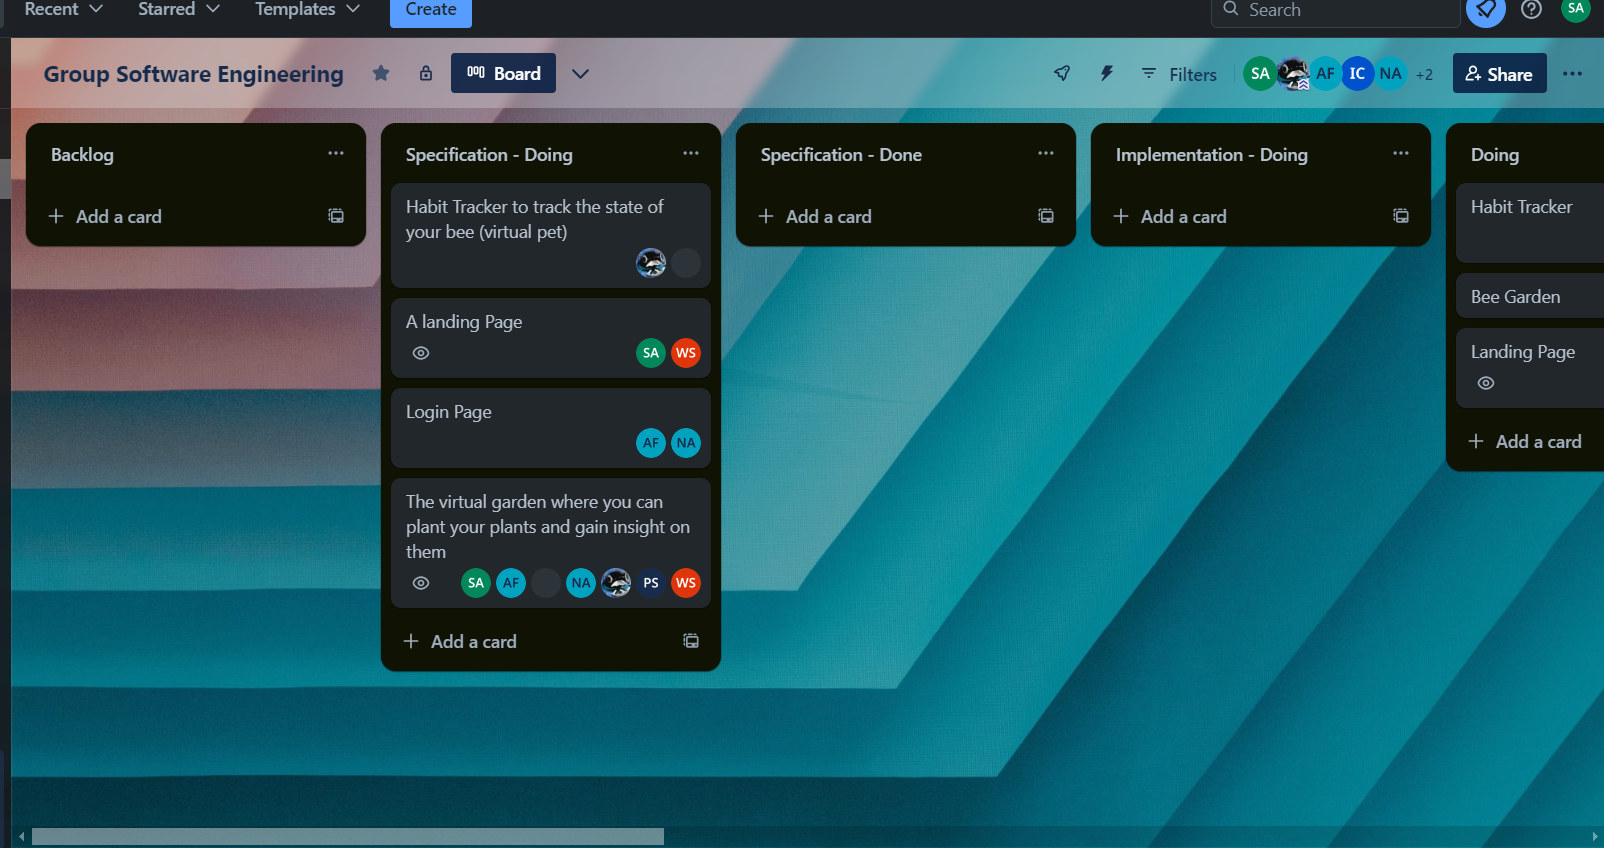 Recent
Starred
Templates
Create
Search
SA
Group Software Engineering
Board
Filters
SA
AF
IC
NA
+2
Share
Backlog
Add a card
Specification - Doing
Habit Tracker to track the state of
your bee (virtual pet)
A landing Page
SA
WS
Login Page
AF
NA
The virtual garden where you can
plant your plants and gain insight on
them
SA
AF
NA
PS
WS
Add a card
Specification - Done
Add a card
Implementation - Doing
Add a card
Doing
Habit Tracker
Bee Garden
Landing Page
Add a card